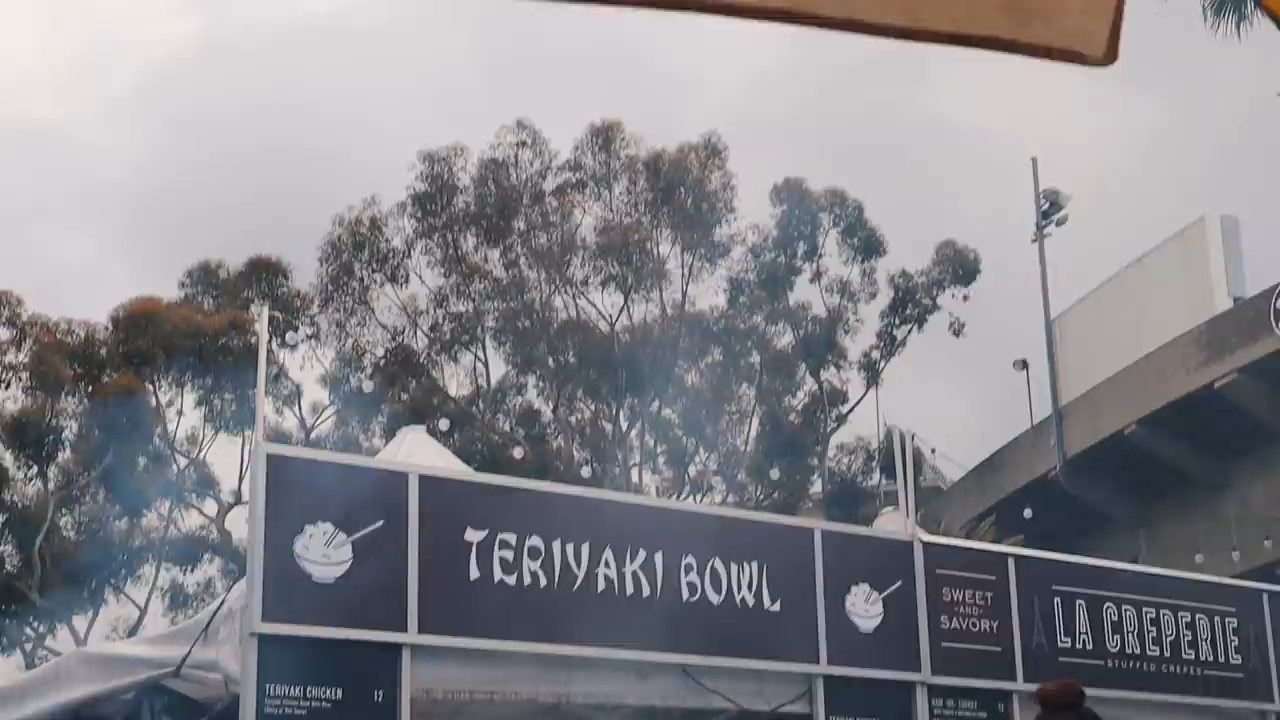 TERIYAKI BOWL
SWEET
-AND-
SAVORY
LA CREPERIE
STUFFED CREPES
TERIYAKI CHICKEN 12